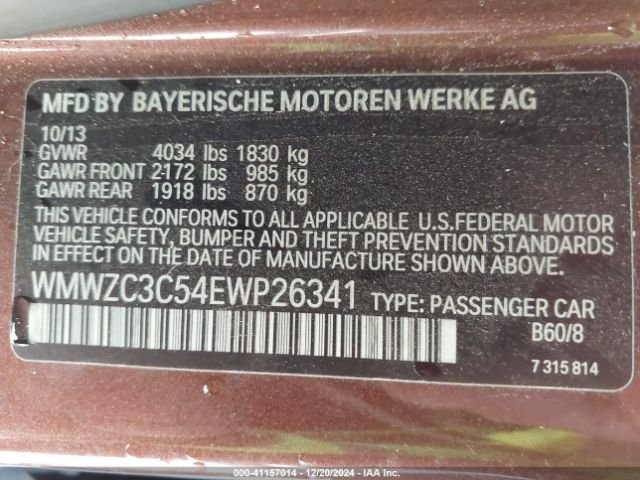 MFD BY BAYERISCHE MOTOREN WERKE AG
10/13
GVWR 4034 lbs 1830 kg
GAWR FRONT 2172 lbs 985 kg
GAWR REAR 1918 lbs 870 kg
THIS VEHICLE CONFORMS TO ALL APPLICABLE U.S.FEDERAL MOTOR
VEHICLE SAFETY, BUMPER AND THEFT PREVENTION STANDARDS
IN EFFECT ON THE DATE OF MANUFACTURE SHOWN ABOVE.
WMWZC3C54EWP26341 TYPE: PASSENGER CAR
B60/8
7 315 814
000-41157014 - 12/20/2024 - IAA Inc.